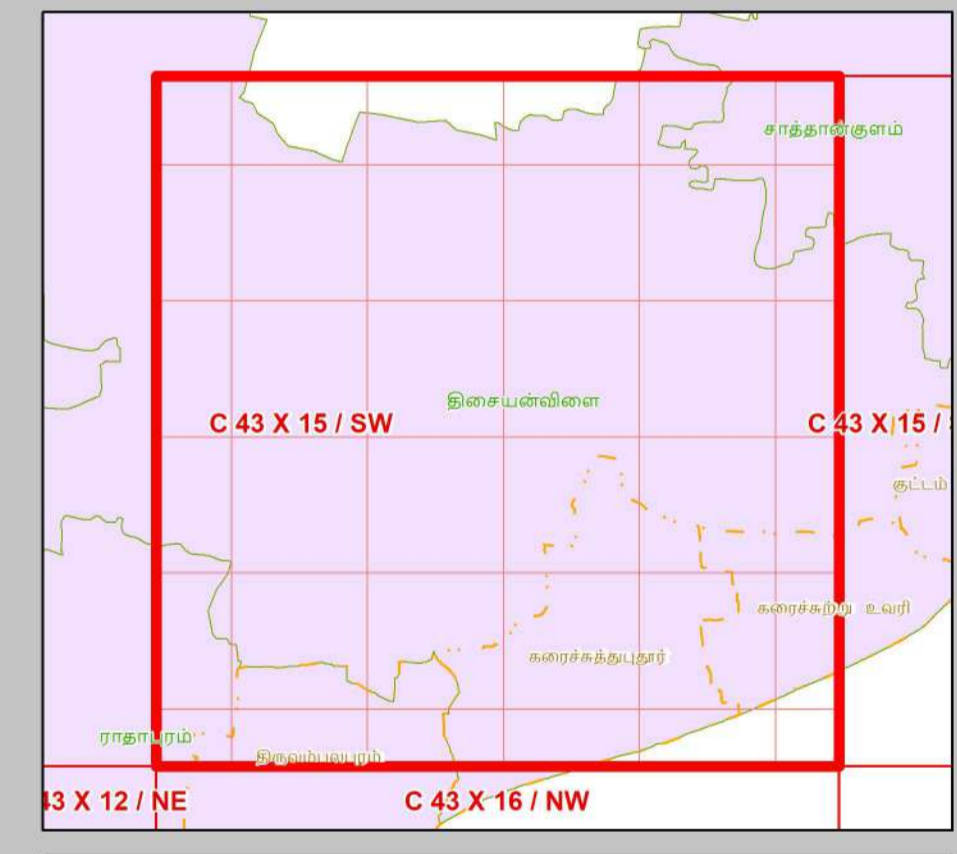 சாத்தான்குளம்
திசையன்விளை
C 43 X 15 / SW
C 43 X 15 /
குட்டம்
கரைச்சுற்று உவரி
கரைச்சுத்துபுதூர்
ராதாபுரம்
திருவம்பலபுரம்
43 X 12 / NE
C 43 X 16 / NW